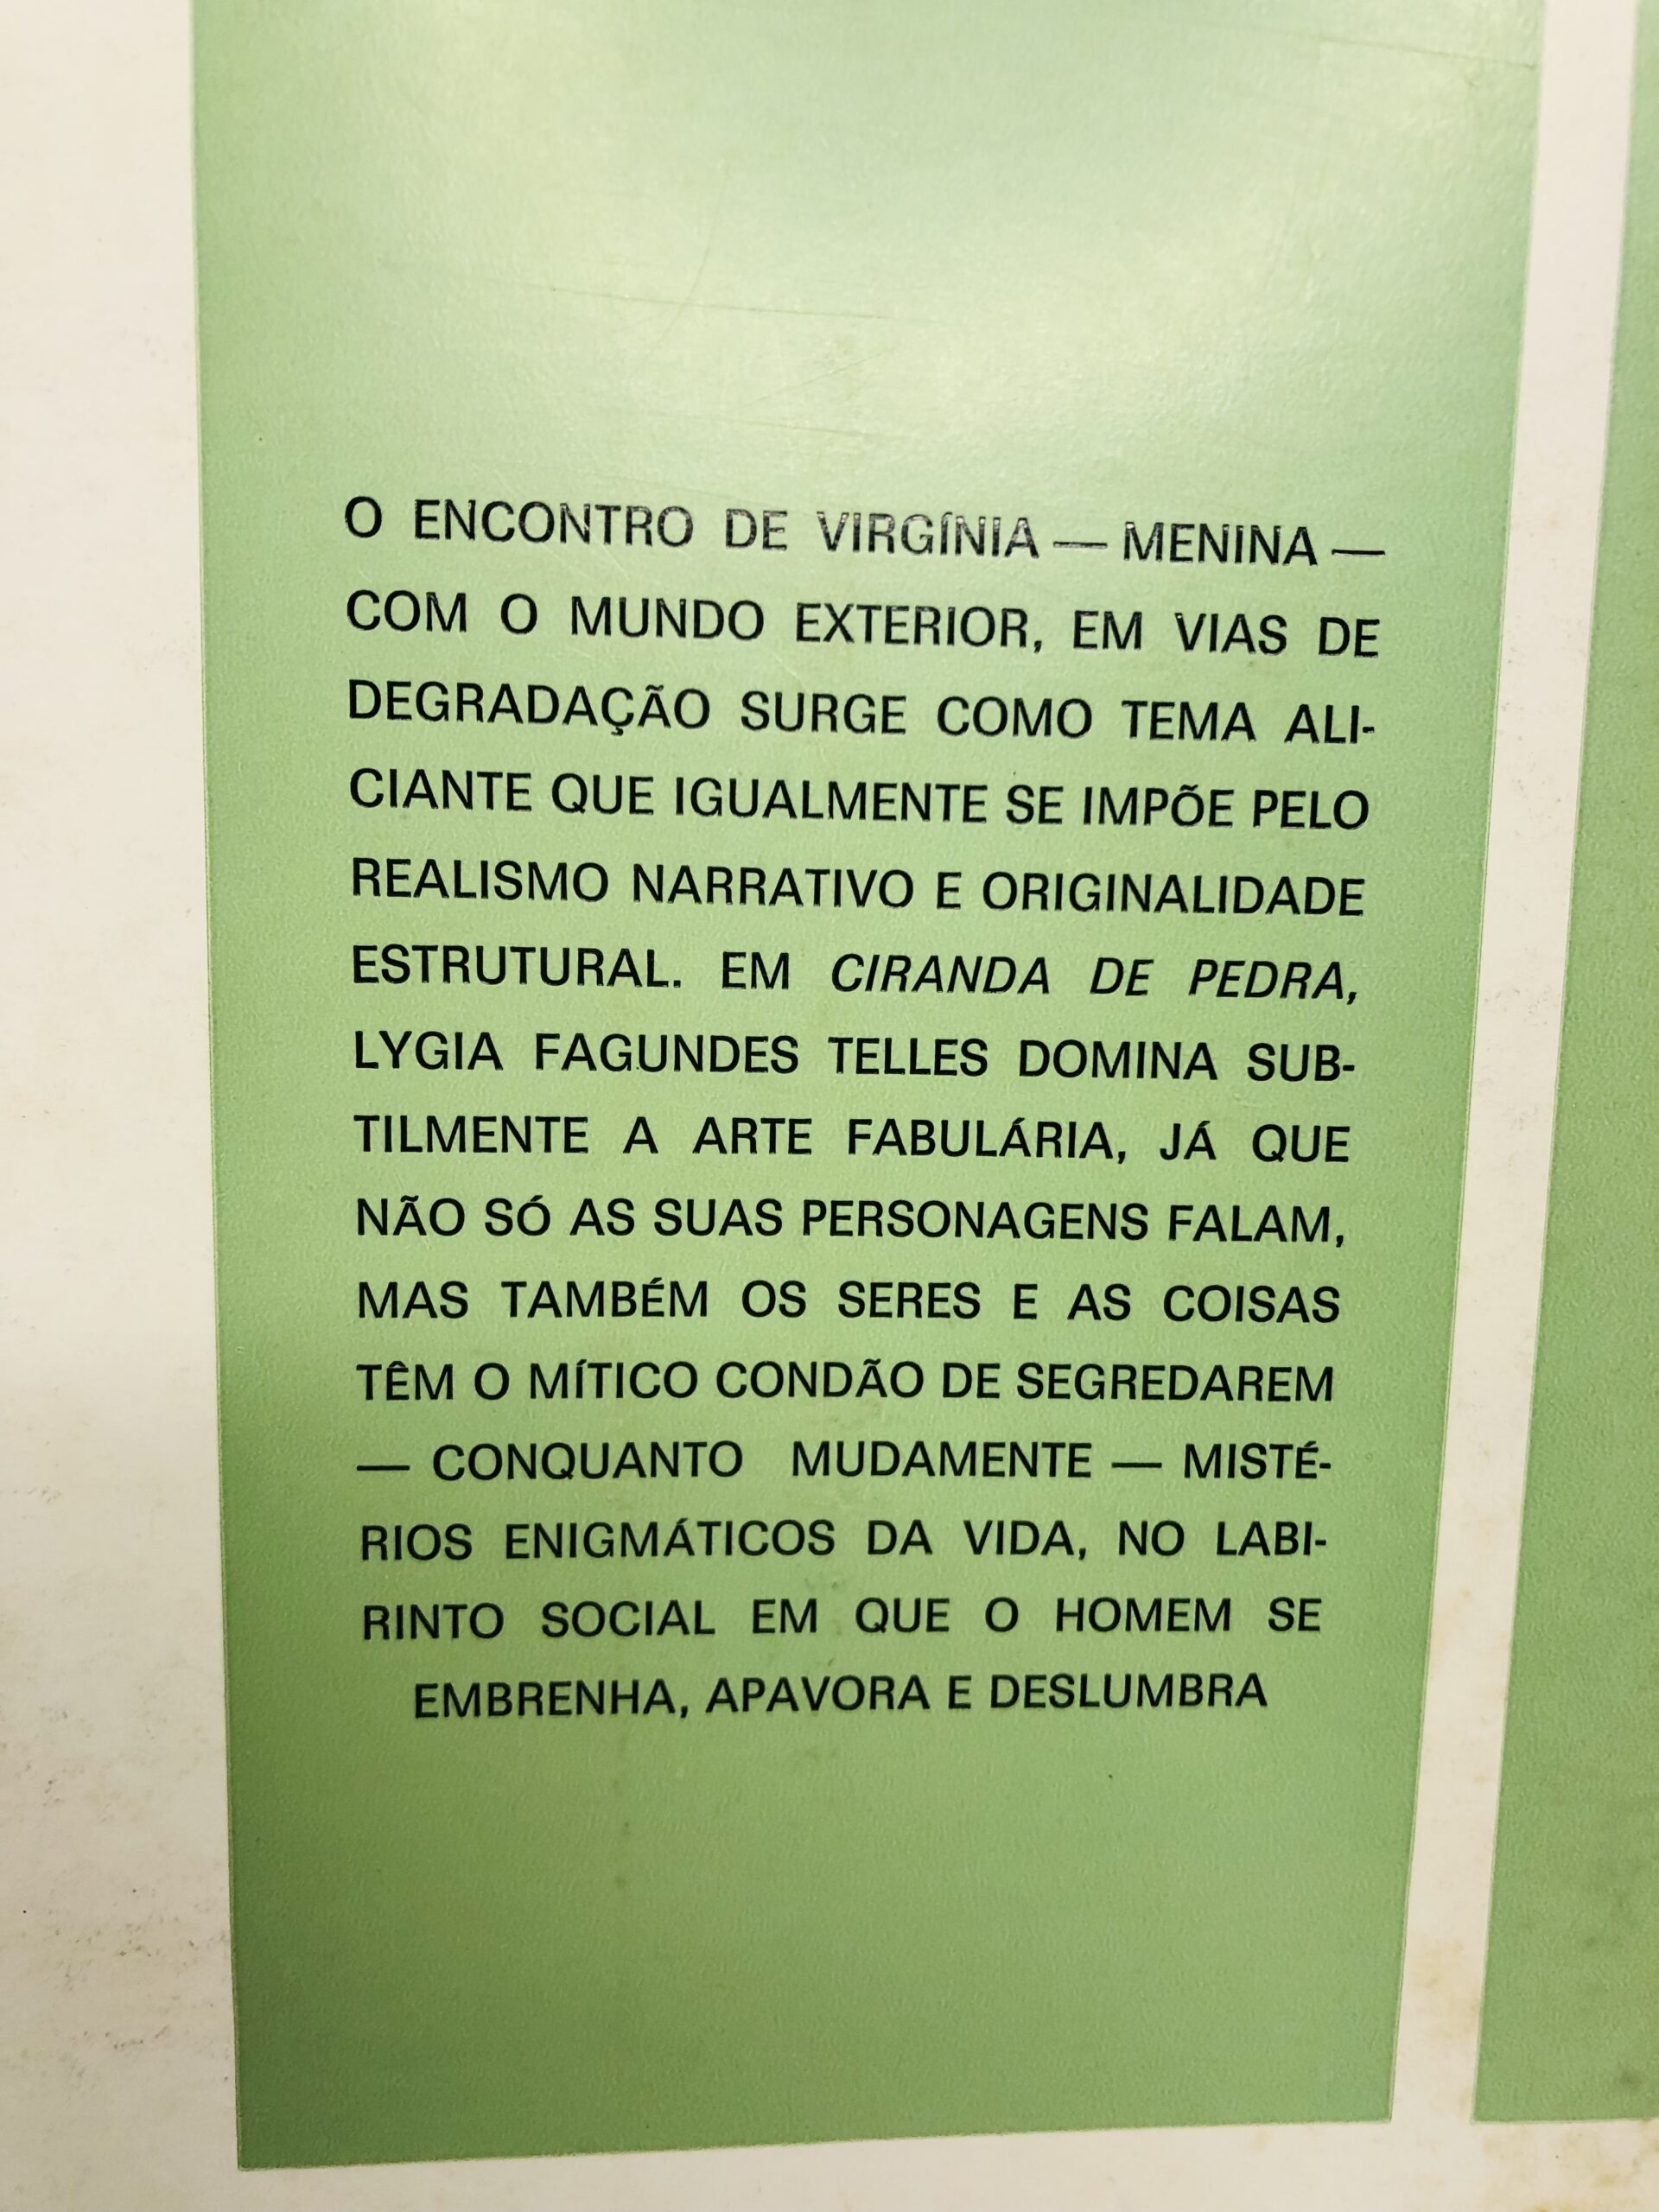 O ENCONTRO DE VIRGÍNIA — MENINA —
COM O MUNDO EXTERIOR, EM VIAS DE
DEGRADAÇÃO SURGE COMO TEMA ALI-
CIANTE QUE IGUALMENTE SE IMPÕE PELO
REALISMO NARRATIVO E ORIGINALIDADE
ESTRUTURAL. EM CIRANDA DE PEDRA,
LYGIA FAGUNDES TELLES DOMINA SUB-
TILMENTE A ARTE FABULÁRIA, JÁ QUE
NÃO SÓ AS SUAS PERSONAGENS FALAM,
MAS TAMBÉM OS SERES E AS COISAS
TÊM O MÍTICO CONDÃO DE SEGREDAREM
— CONQUANTO MUDAMENTE — MISTÉ-
RIOS ENIGMÁTICOS DA VIDA, NO LABI-
RINTO SOCIAL EM QUE O HOMEM SE
EMBRENHA, APAVORA E DESLUMBRA